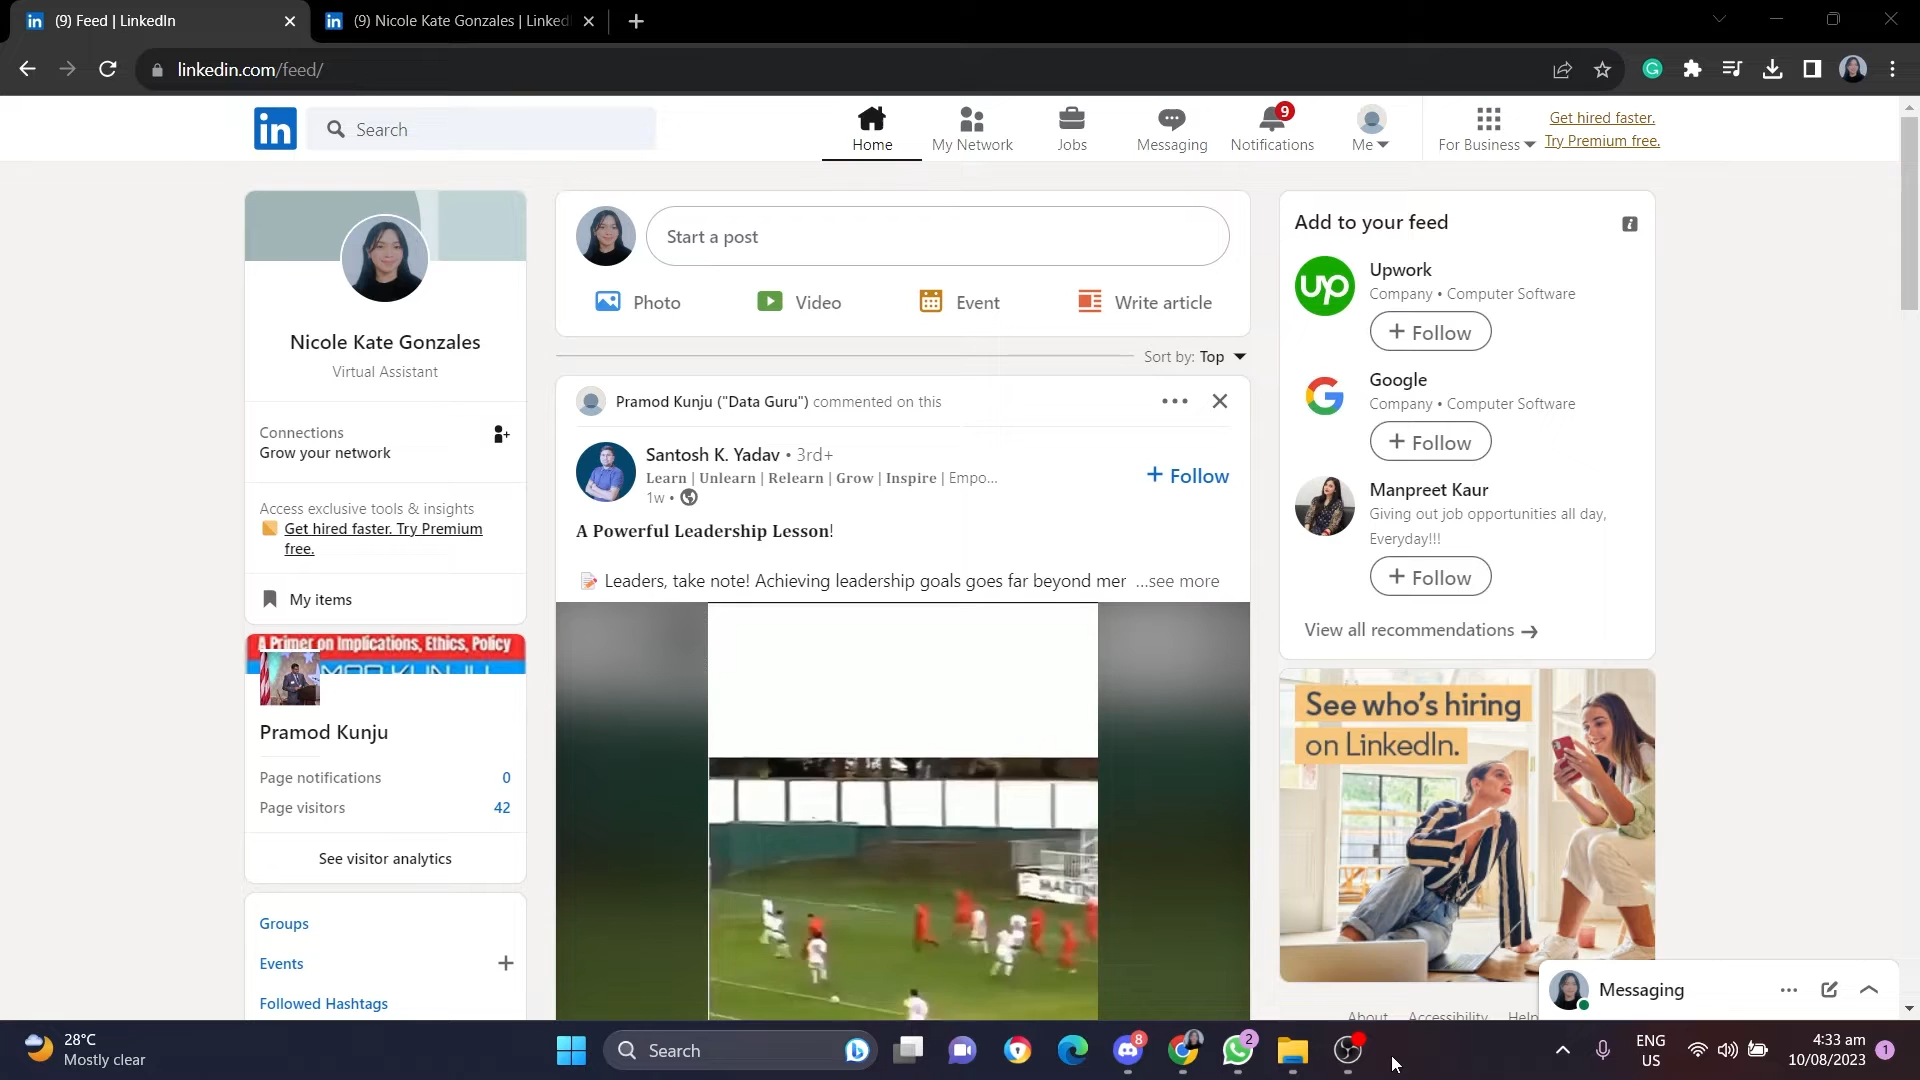 (9) Feed | LinkedIn
(9) Nicole Kate Gonzales | Linked
linkedin.com/feed/
in
Search
Home
My Network
Jobs
Messaging
9
Notifications
Me
For Business
Get hired faster.
Try Premium free.
Nicole Kate Gonzales
Virtual Assistant
Connections
Grow your network
Access exclusive tools & insights
Get hired faster. Try Premium
free.
My items
A Primer on Implications, Ethics, Policy
Pramod Kunju
Page notifications 0
Page visitors 42
See visitor analytics
Groups
Events
Followed Hashtags
Start a post
Photo
Video
Event
Write article
Sort by: Top
Pramod Kunju ("Data Guru") commented on this
Santosh K. Yadav • 3rd+
Learn | Unlearn | Relearn | Grow | Inspire | Empo...
1w •
+ Follow
A Powerful Leadership Lesson!
Leaders, take note! Achieving leadership goals goes far beyond mer ...see more
Add to your feed
up
Upwork
Company • Computer Software
+ Follow
Google
Company • Computer Software
+ Follow
Manpreet Kaur
Giving out job opportunities all day,
Everyday!!!
+ Follow
View all recommendations →
See who's hiring
on LinkedIn.
About Accessibility Help
Messaging
28°C
Mostly clear
Search
8
2
ENG
US
4:33 am
10/08/2023
1